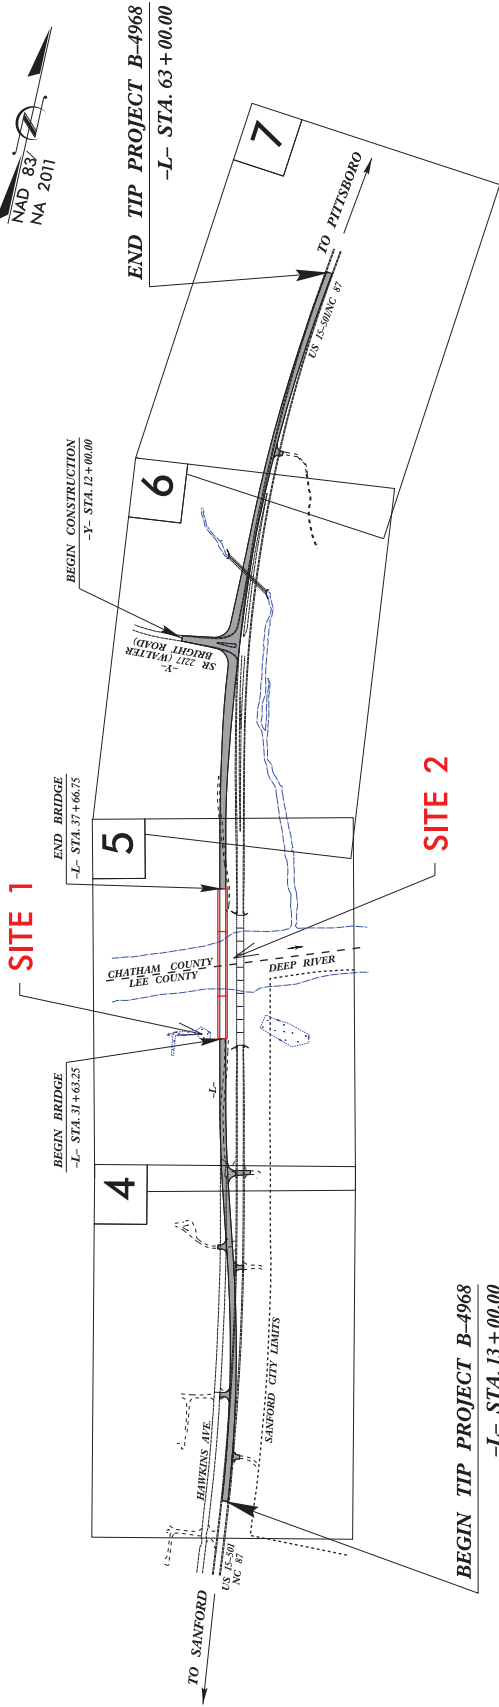 NAD 83/
NA 2011
END TIP PROJECT B-4968
-L- STA. 63+00.00
7
TO PITTSBORO
US 15-501/NC 87
BEGIN CONSTRUCTION
-Y- STA. 12+00.00
6
-Y-
SR 2217 (WALTER
BRIGHT ROAD)
END BRIDGE
-L- STA. 37+66.75
5
SITE 1
SITE 2
CHATHAM COUNTY
LEE COUNTY
DEEP RIVER
BEGIN BRIDGE
-L- STA. 31+63.25
-L-
4
HAWKINS AVE.
SANFORD CITY LIMITS
US 15-501
NC 87
TO SANFORD
BEGIN TIP PROJECT B-4968
-L- STA. 13+00.00